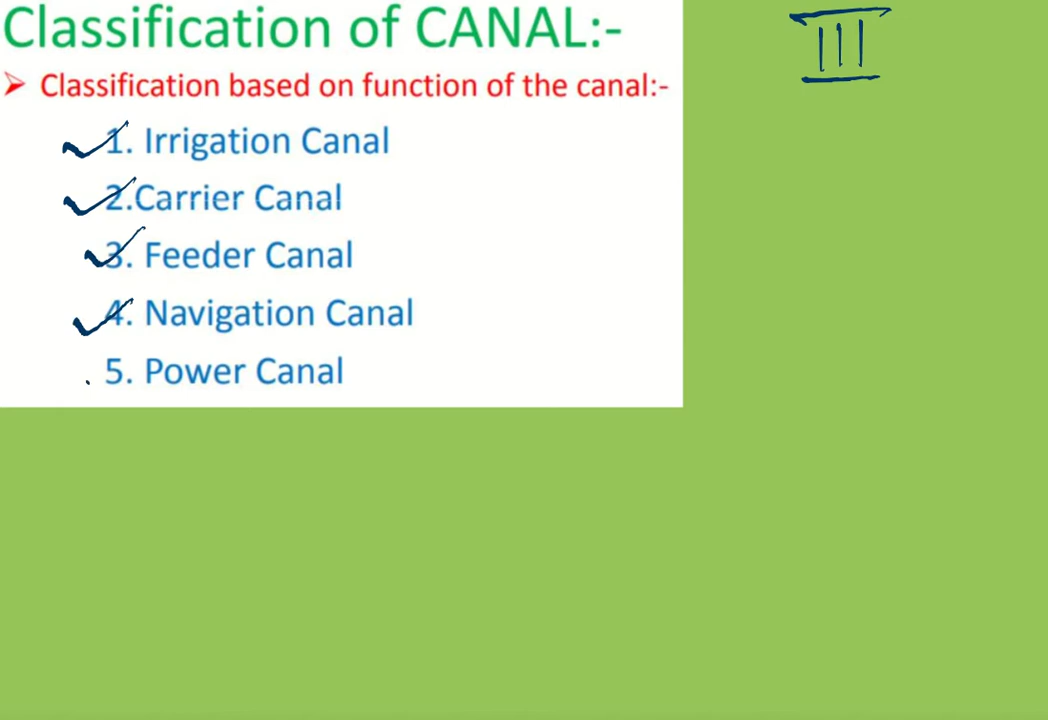 Classification of CANAL:-
III
➢ Classification based on function of the canal:-
1. Irrigation Canal
2.Carrier Canal
3. Feeder Canal
4. Navigation Canal
5. Power Canal